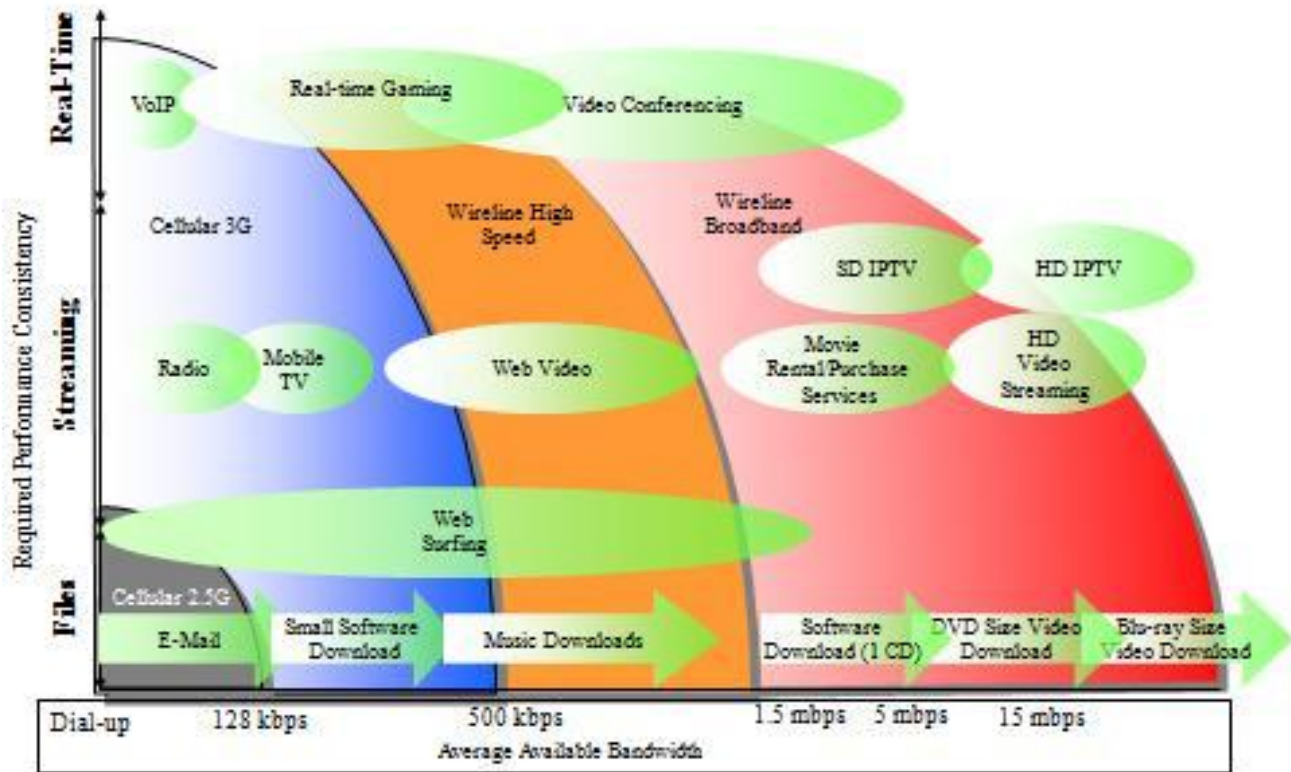 Required Performance Consistency
Real-Time
Streaming
Files
VoIP
Real-time Gaming
Video Conferencing
Cellular 3G
Wireline High
Speed
Wireline
Broadband
SD IPTV
HD IPTV
Radio
Mobile
TV
Web Video
Movie
Rental/Purchase
Services
HD
Video
Streaming
Web
Surfing
Cellular 2.5G
E-Mail
Small Software
Download
Music Downloads
Software
Download (1 CD)
DVD Size Video
Download
Blu-ray Size
Video Download
Dial-up
128 kbps
500 kbps
1.5 mbps
5 mbps
15 mbps
Average Available Bandwidth